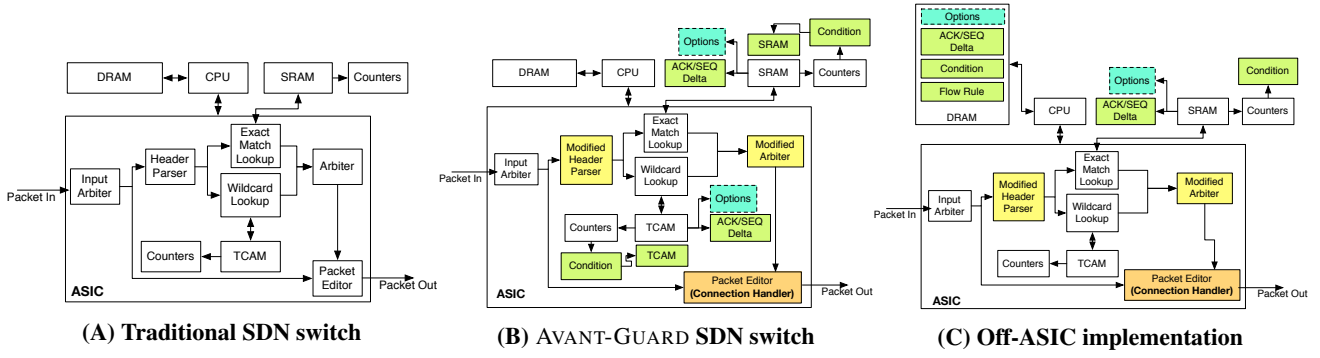 DRAM
CPU
SRAM
Counters
Input
Arbiter
Header
Parser
Exact
Match
Lookup
Wildcard
Lookup
Arbiter
Packet In
Counters
TCAM
Packet
Editor
Packet Out
ASIC
(A) Traditional SDN switch
Options
SRAM
Condition
DRAM
CPU
ACK/SEQ
Delta
SRAM
Counters
Input
Arbiter
Modified
Header
Parser
Exact
Match
Lookup
Wildcard
Lookup
Modified
Arbiter
Packet In
Options
Counters
TCAM
ACK/SEQ
Delta
Condition
TCAM
Packet Editor
(Connection Handler)
Packet Out
ASIC
(B) AVANT-GUARD SDN switch
Options
ACK/SEQ
Delta
Condition
Flow Rule
DRAM
CPU
Options
ACK/SEQ
Delta
SRAM
Counters
Condition
Input
Arbiter
Modified
Header
Parser
Exact
Match
Lookup
Wildcard
Lookup
Modified
Arbiter
Packet In
Counters
TCAM
Packet Editor
(Connection Handler)
Packet Out
ASIC
(C) Off-ASIC implementation